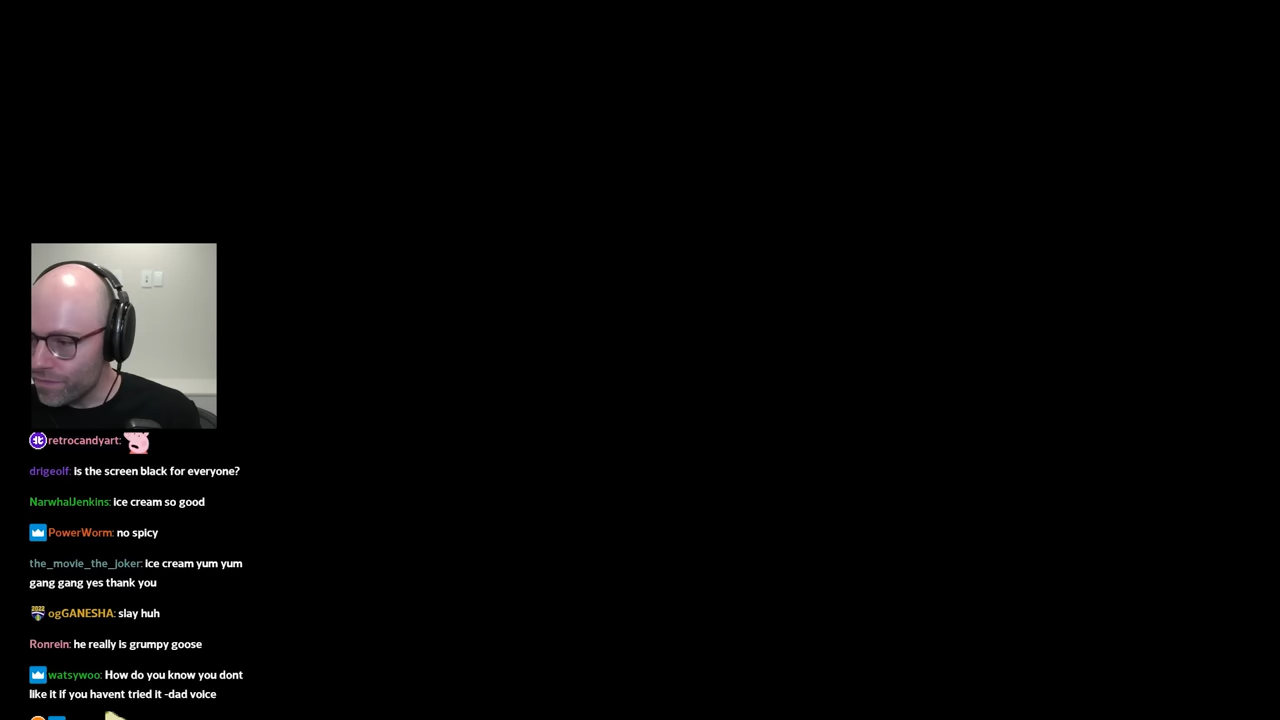 retrocandyart:
drigeolf: is the screen black for everyone?
NarwhalJenkins: ice cream so good
PowerWorm: no spicy
the_movie_the_joker: ice cream yum yum
gang gang yes thank you
ogGANESHA: slay huh
Ronrein: he really is grumpy goose
watsywoo: How do you know you dont
like it if you havent tried it -dad voice